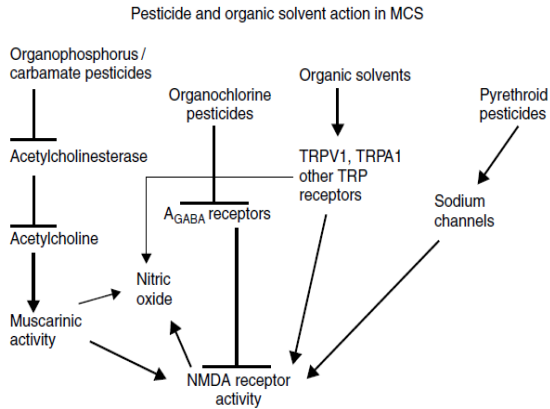 Pesticide and organic solvent action in MCS
Organophosphorus /
carbamate pesticides
Organochlorine
pesticides
Organic solvents
Pyrethroid
pesticides
Acetylcholinesterase
TRPV1, TRPA1
other TRP
receptors
Acetylcholine
AGABA receptors
Sodium
channels
Nitric
oxide
Muscarinic
activity
NMDA receptor
activity